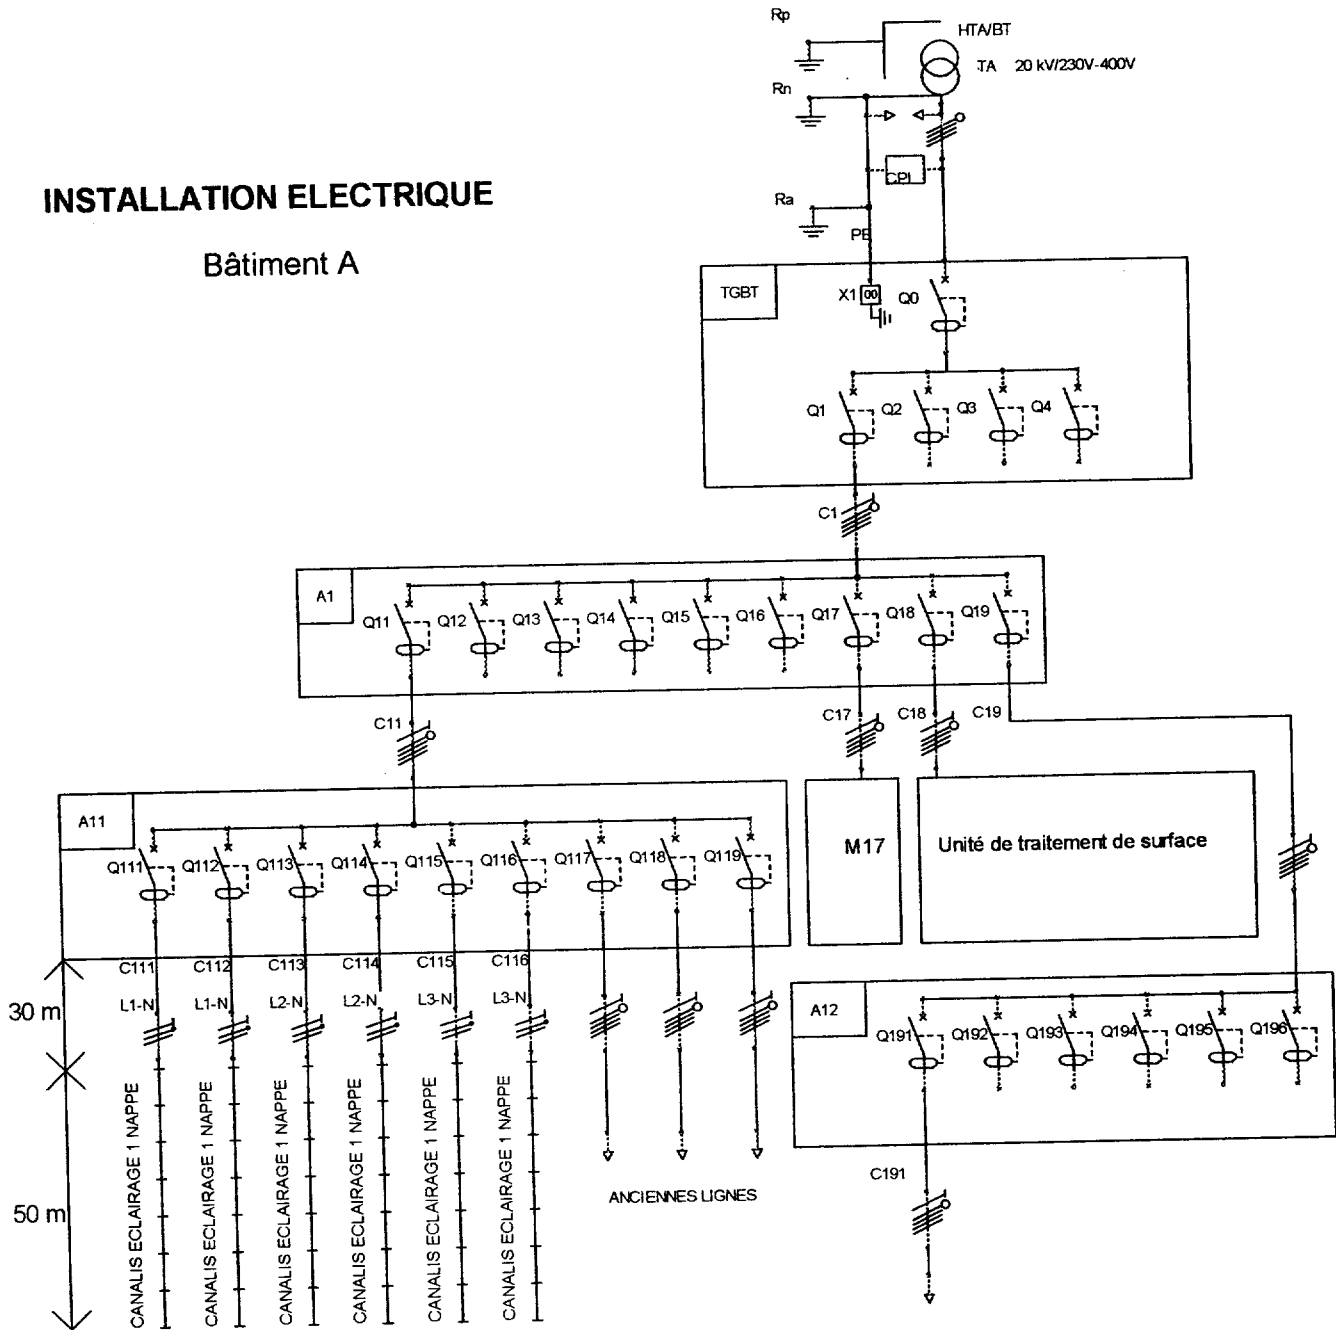 Rp
HTA/BT
TA 20 kV/230V-400V
Rn
CPI
INSTALLATION ELECTRIQUE
Ra
Bâtiment A
PE
TGBT
X1
Q0
Q1
Q2
Q3
Q4
C1
A1
Q11
Q12
Q13
Q14
Q15
Q16
Q17
Q18
Q19
C11
C17
C18
C19
A11
Q111
Q112
Q113
Q114
Q115
Q116
Q117
Q118
Q119
M17
Unité de traitement de surface
C111
C112
C113
C114
C115
C116
30 m
L1-N
L1-N
L2-N
L2-N
L3-N
L3-N
A12
Q191
Q192
Q193
Q194
Q195
Q196
CANALIS ECLAIRAGE 1 NAPPE
CANALIS ECLAIRAGE 1 NAPPE
CANALIS ECLAIRAGE 1 NAPPE
CANALIS ECLAIRAGE 1 NAPPE
CANALIS ECLAIRAGE 1 NAPPE
CANALIS ECLAIRAGE 1 NAPPE
50 m
ANCIENNES LIGNES
C191